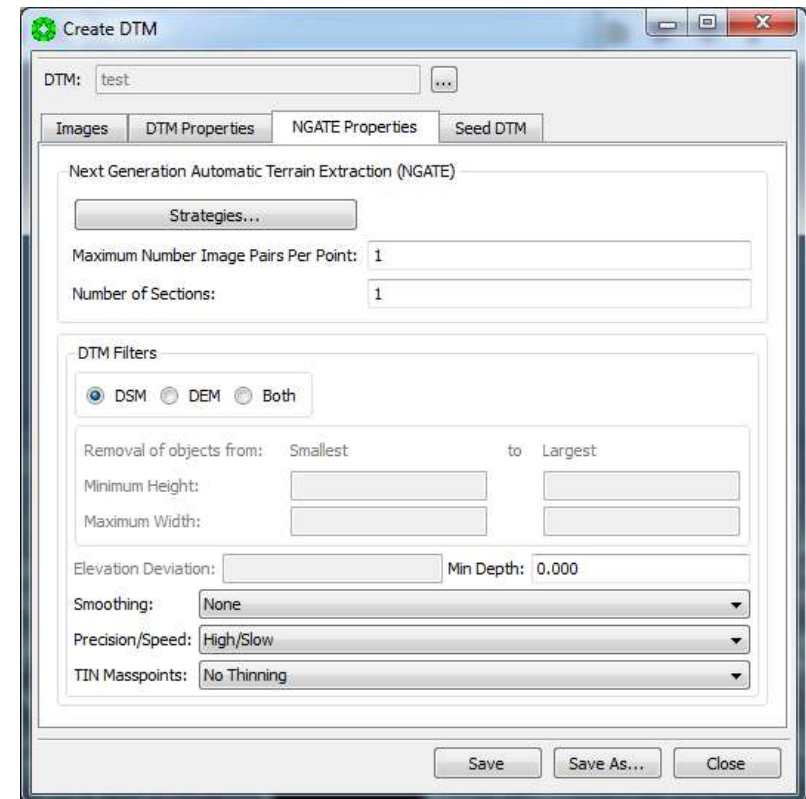 Create DTM
DTM: test ...
Images DTM Properties NGATE Properties Seed DTM
Next Generation Automatic Terrain Extraction (NGATE)
Strategies...
Maximum Number Image Pairs Per Point: 1
Number of Sections: 1
DTM Filters
DSM DEM Both
Removal of objects from: Smallest to Largest
Minimum Height:
Maximum Width:
Elevation Deviation: Min Depth: 0.000
Smoothing: None
Precision/Speed: High/Slow
TIN Masspoints: No Thinning
Save Save As... Close